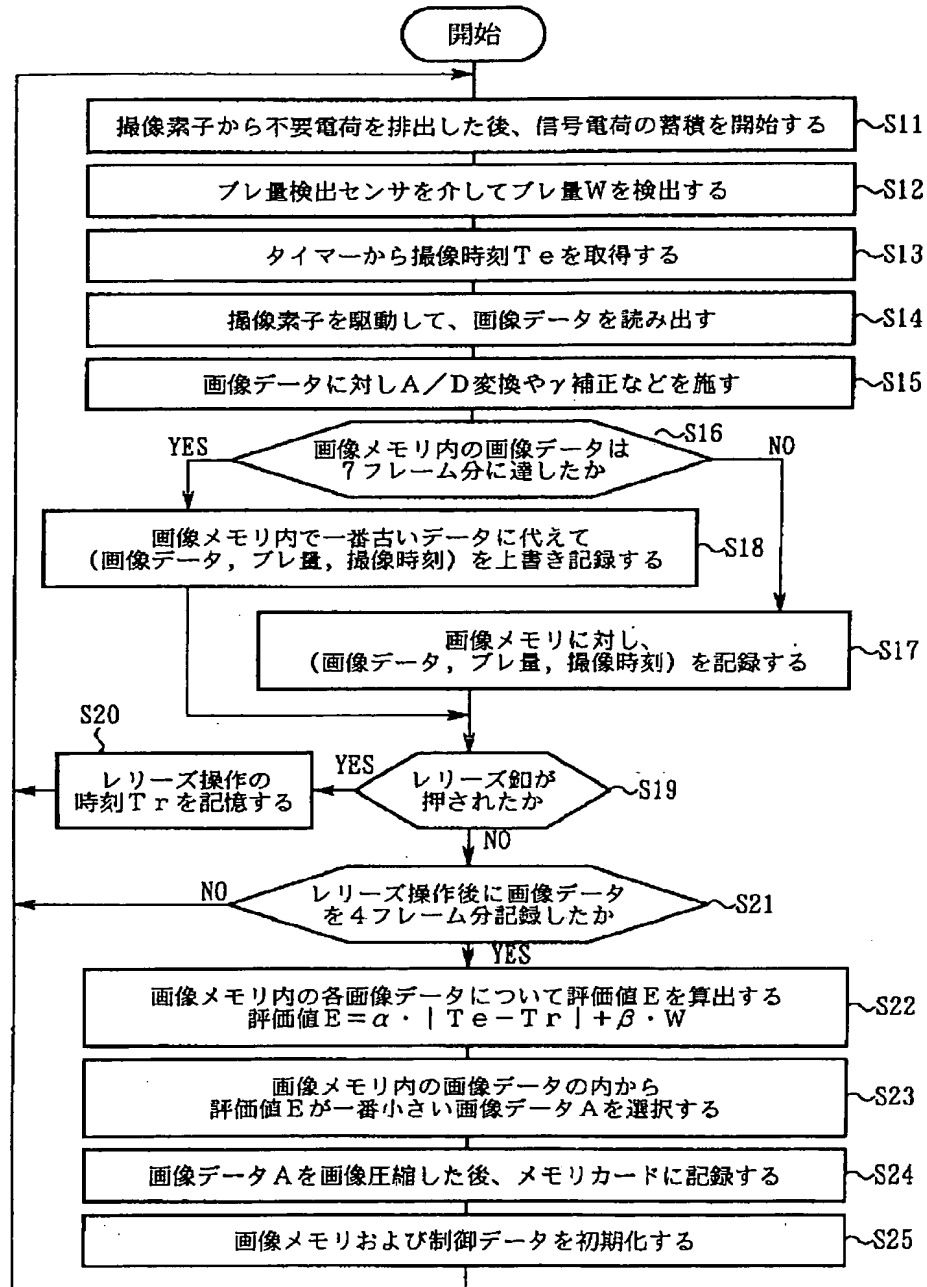 開始
撮像素子から不要電荷を排出した後、信号電荷の蓄積を開始する
S11
ブレ量検出センサを介してブレ量Wを検出する
S12
タイマーから撮像時刻Teを取得する
S13
撮像素子を駆動して、画像データを読み出す
S14
画像データに対しA/D変換やγ補正などを施す
S15
画像メモリ内の画像データは
7フレーム分に達したか
S16
YES
NO
画像メモリ内で一番古いデータに代えて
(画像データ,ブレ量,撮像時刻)を上書き記録する
S18
画像メモリに対し、
(画像データ,ブレ量,撮像時刻)を記録する
S17
S20
レリーズ操作の
時刻Trを記憶する
YES
レリーズ釦が
押されたか
S19
NO
NO
レリーズ操作後に画像データ
を4フレーム分記録したか
S21
YES
画像メモリ内の各画像データについて評価値Eを算出する
評価値E=α・|Te-Tr|+β・W
S22
画像メモリ内の画像データの内から
評価値Eが一番小さい画像データAを選択する
S23
画像データAを画像圧縮した後、メモリカードに記録する
S24
画像メモリおよび制御データを初期化する
S25